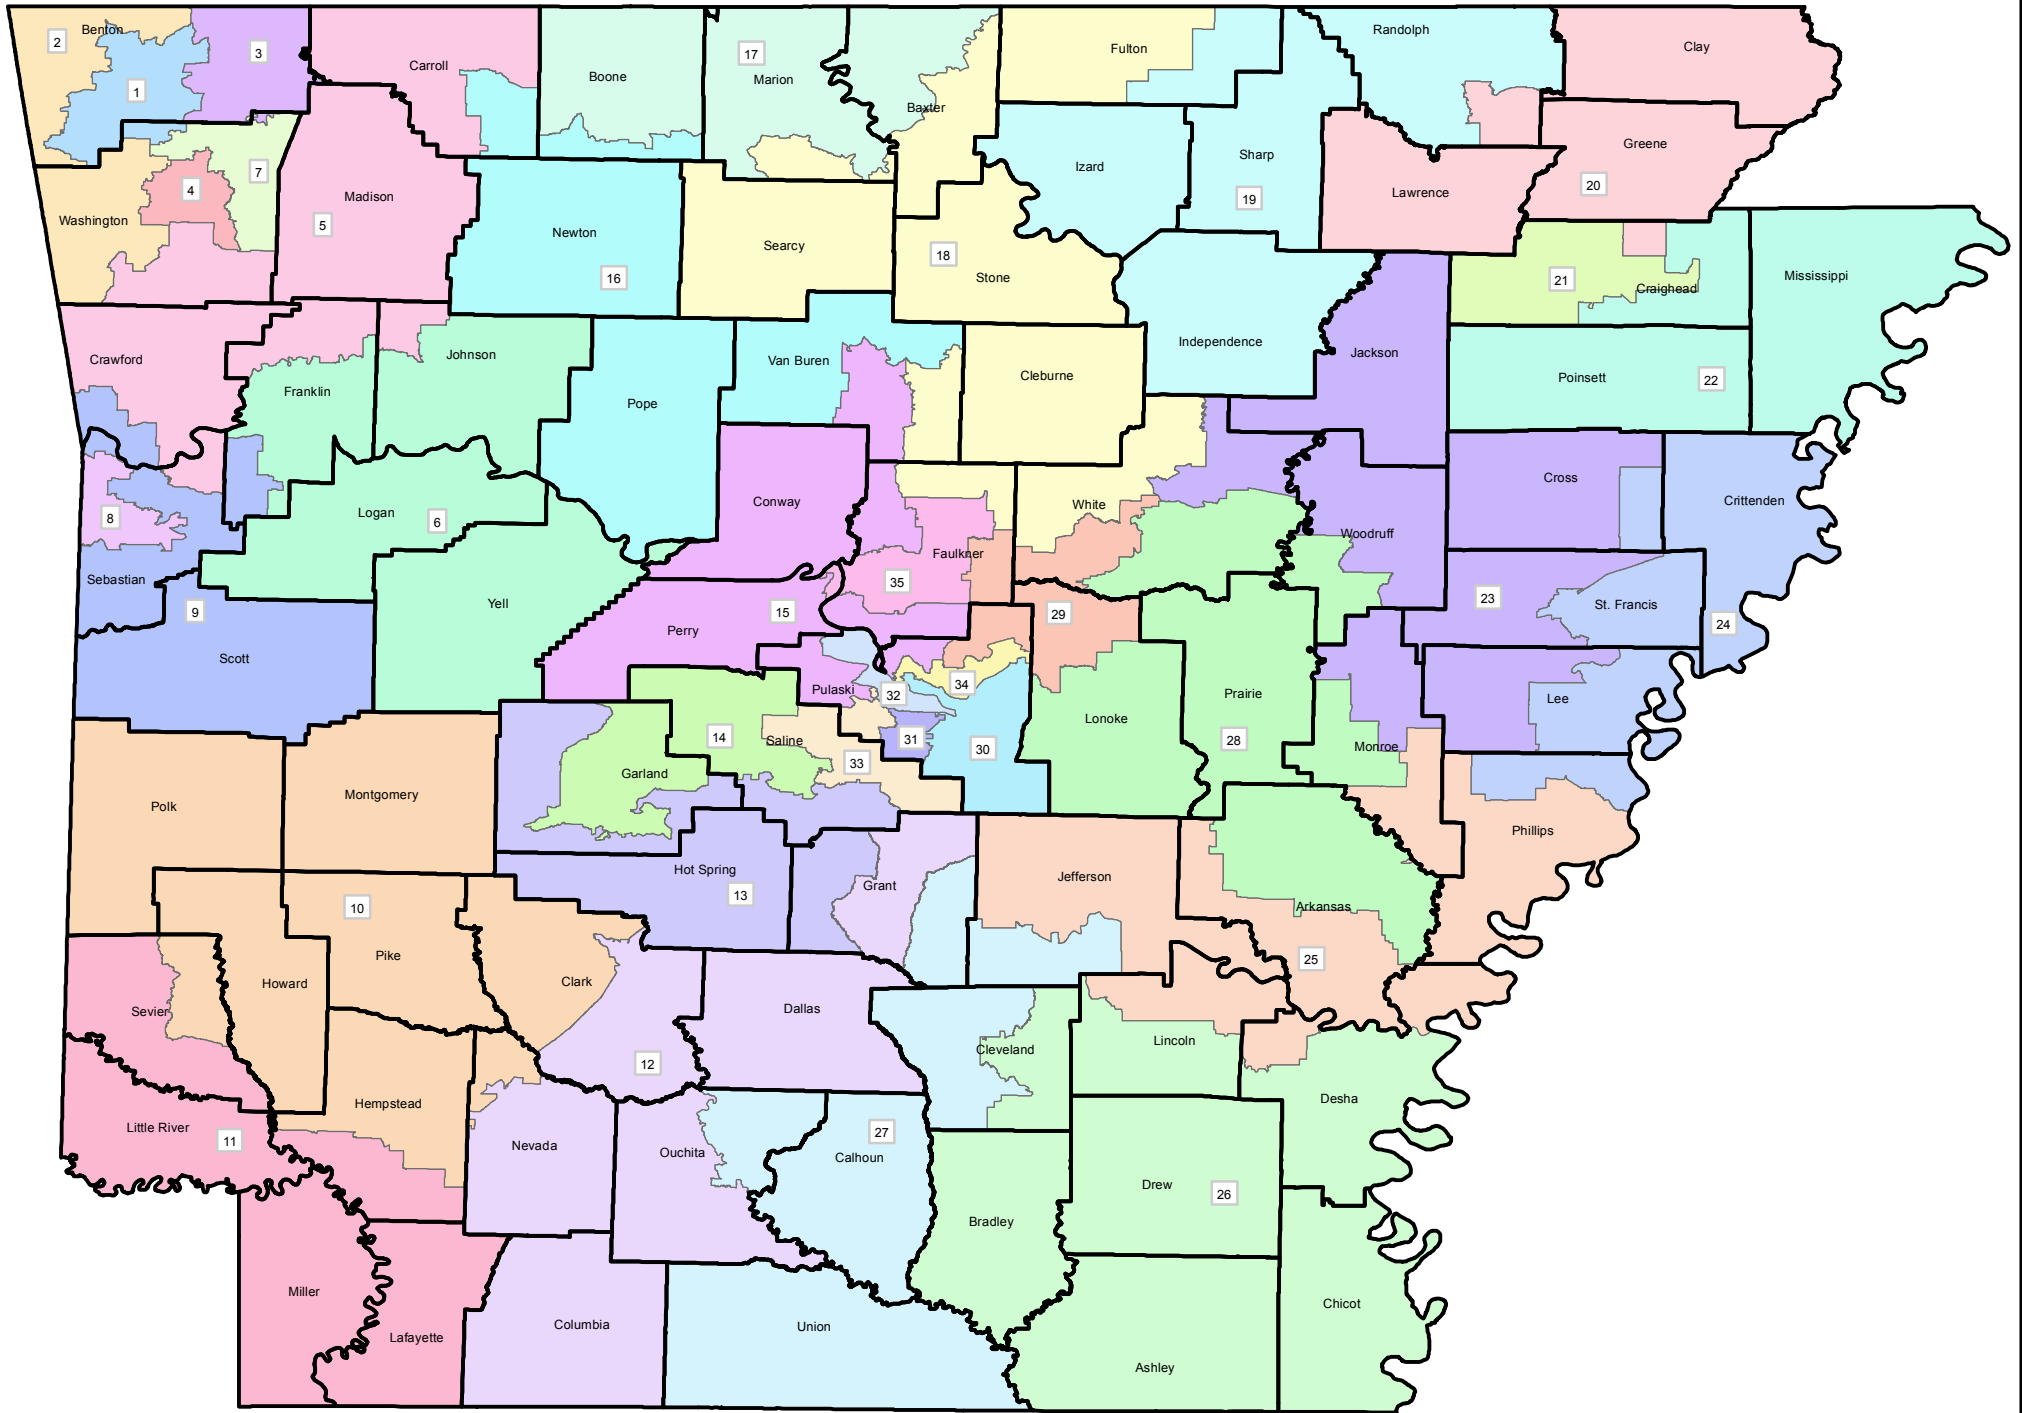 Benton
2
1
3
Carroll
Boone
17
Marion
Baxter
Fulton
Randolph
Clay
Washington
4
7
Madison
5
Newton
16
Searcy
18
Stone
Izard
Sharp
19
Lawrence
Greene
20
21
Craighead
Mississippi
Crawford
Franklin
Johnson
Pope
Van Buren
Cleburne
Independence
Jackson
Poinsett
22
8
Sebastian
9
Scott
Logan
6
Yell
Conway
White
Faulkner
35
Woodruff
Cross
Crittenden
Perry
15
29
23
St. Francis
24
Pulaski
32
34
31
30
Lonoke
Prairie
28
Monroe
Lee
Polk
Montgomery
Garland
14
Saline
33
Hot Spring
13
Grant
Jefferson
Arkansas
25
Phillips
10
Pike
Howard
Sevier
Clark
12
Dallas
Cleveland
Lincoln
Desha
Little River
11
Hempstead
Nevada
Ouchita
27
Calhoun
Bradley
Drew
26
Miller
Lafayette
Columbia
Union
Ashley
Chicot